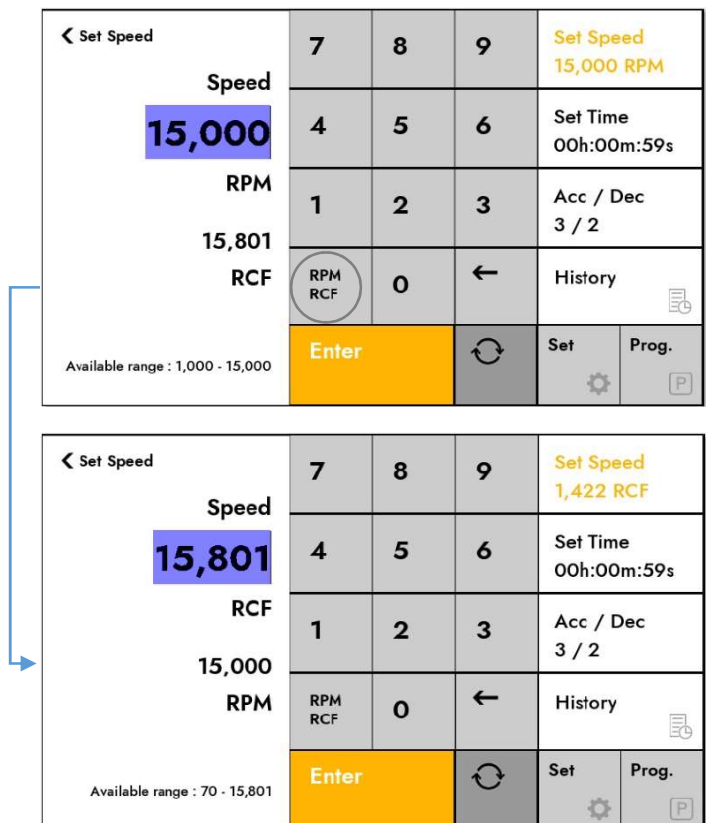 Set Speed
Speed
15,000
RPM
15,801
RCF
Available range : 1,000 - 15,000
7 8 9
4 5 6
1 2 3
RPM
RCF
0 ←
Enter
Set Speed
15,000 RPM
Set Time
00h:00m:59s
Acc / Dec
3 / 2
History
Set
Prog.
P
Set Speed
Speed
15,801
RCF
15,000
RPM
Available range : 70 - 15,801
7 8 9
4 5 6
1 2 3
RPM
RCF
0 ←
Enter
Set Speed
1,422 RCF
Set Time
00h:00m:59s
Acc / Dec
3 / 2
History
Set
Prog.
P